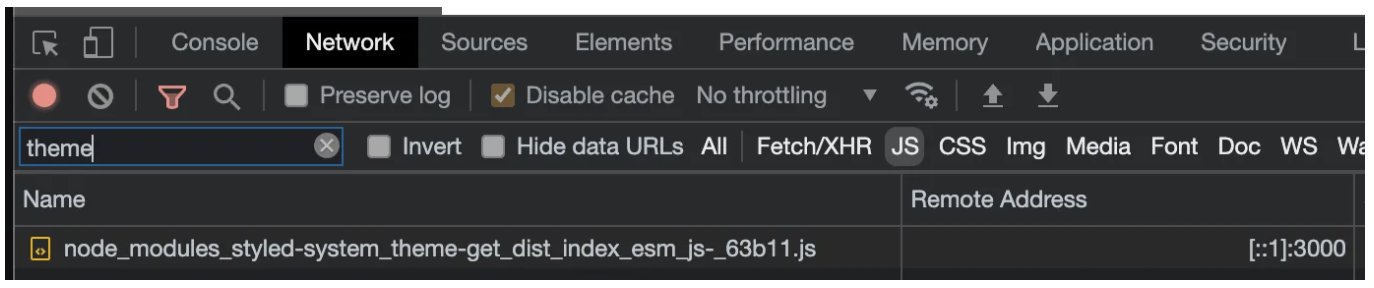 Console Network Sources Elements Performance Memory Application Security L
Preserve log Disable cache No throttling
theme Invert Hide data URLs All Fetch/XHR JS CSS Img Media Font Doc WS Wa
Name Remote Address
node_modules_styled-system_theme-get_dist_index_esm_js-_63b11.js [::1]:3000